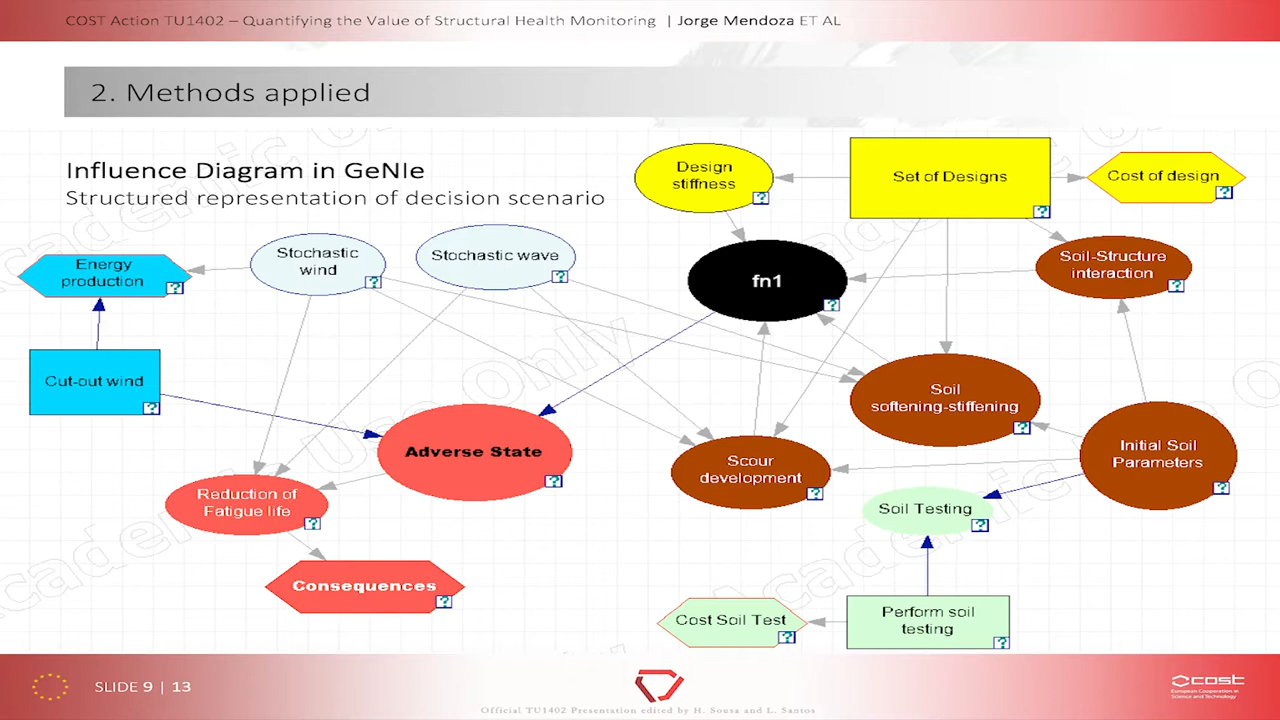 COST Action TU1402 – Quantifying the Value of Structural Health Monitoring | Jorge Mendoza ET AL
2. Methods applied
Influence Diagram in GeNIe
Structured representation of decision scenario
Design
stiffness
Set of Designs
Cost of design
Energy
production
Stochastic
wind
Stochastic wave
fn1
Soil-Structure
interaction
Cut-out wind
Soil
softening-stiffening
Adverse State
Scour
development
Initial Soil
Parameters
Reduction of
Fatigue life
Soil Testing
Consequences
Cost Soil Test
Perform soil
testing
Academic Use Only
Academic
SLIDE 9 | 13
cost
European Cooperation in
Science and Technology
Official TU1402 Presentation edited by H. Sousa and L. Santos